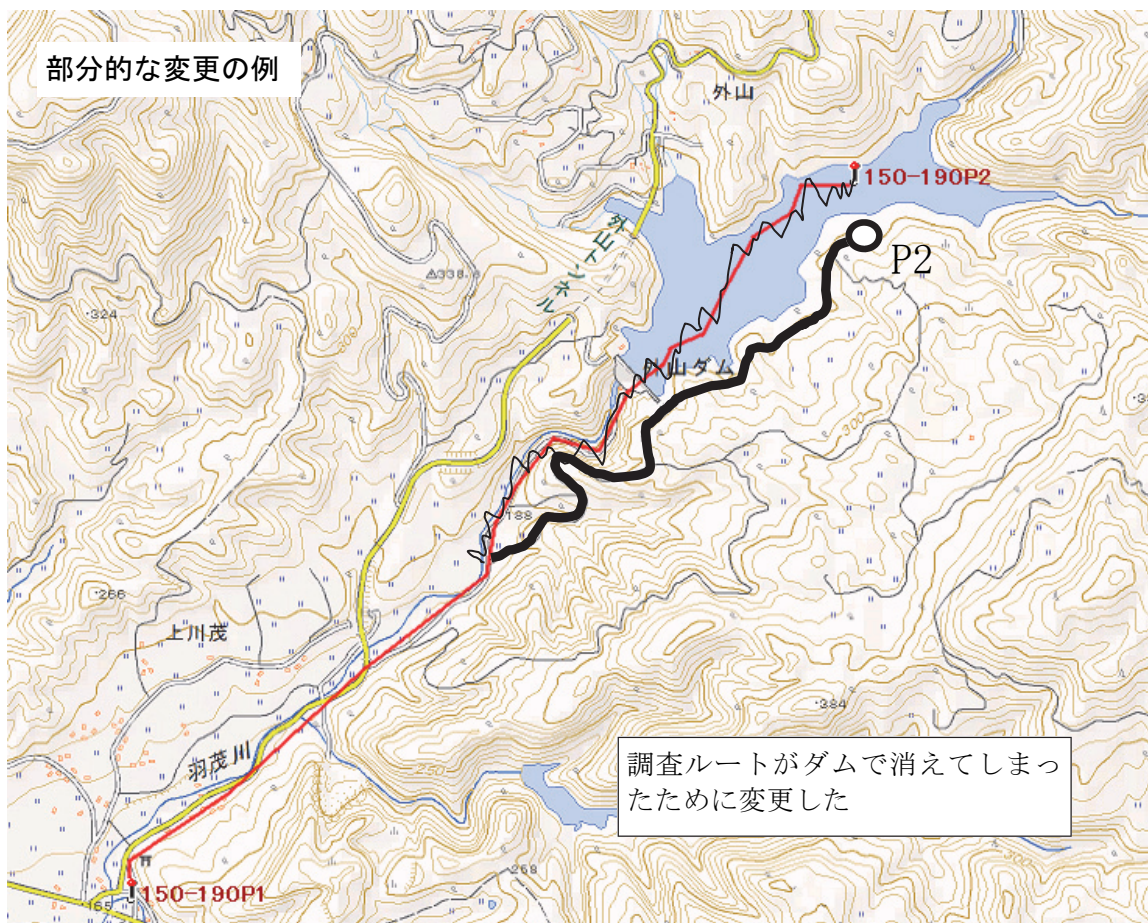 部分的な変更の例
外山
150-190P2
外山トンネル
P2
338.6
324
300
外山ダム
300
188
266
上川茂
384
羽茂川
250
調査ルートがダムで消えてしまっ
たために変更した
300
268
150-190P1
165